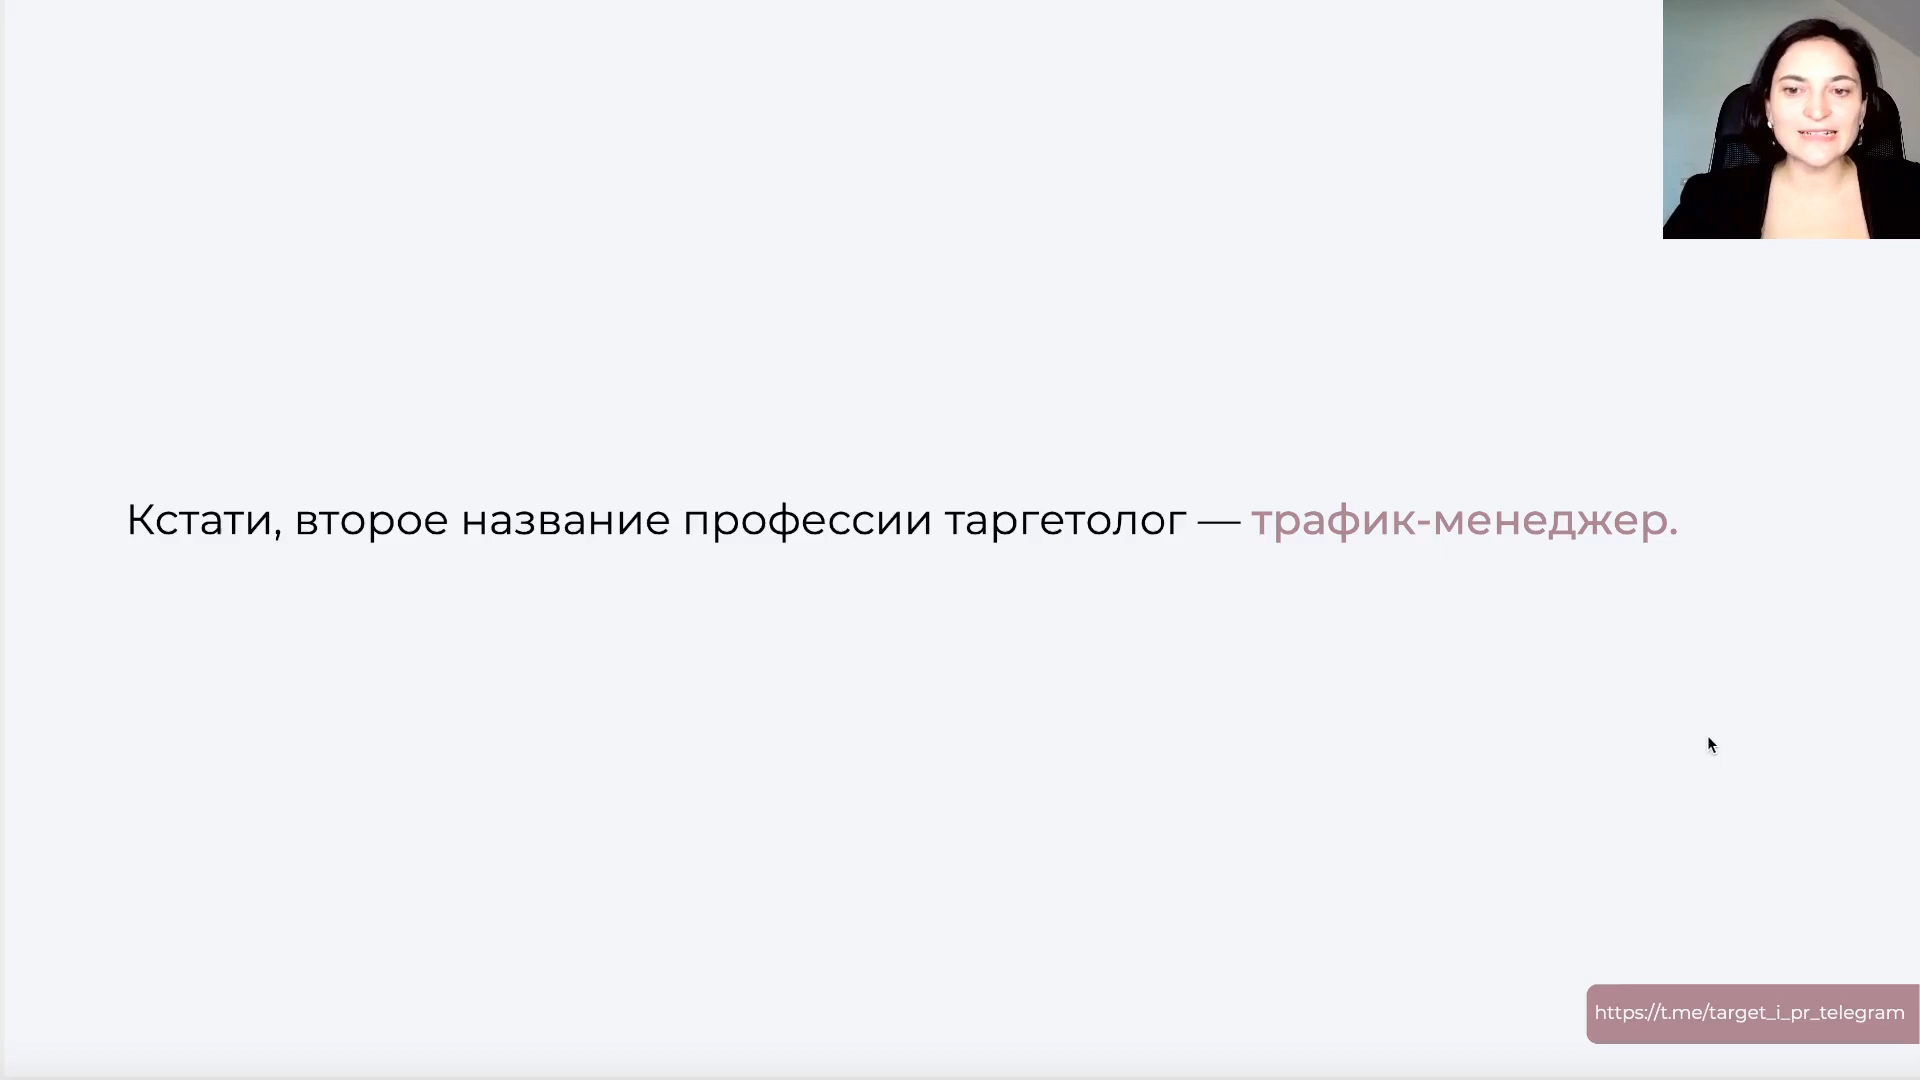 Кстати, второе название профессии таргетолог — трафик-менеджер.
https://t.me/target_i_pr_telegram